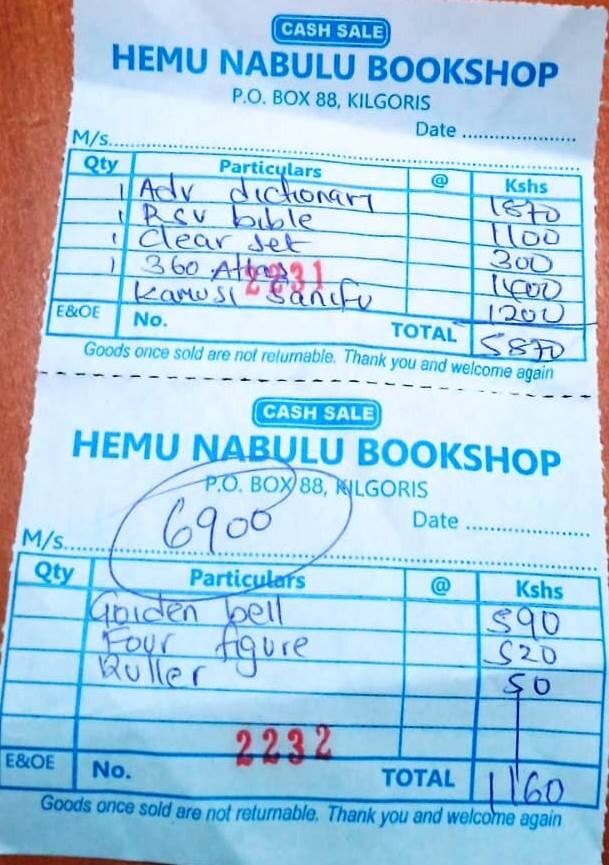 CASH SALE
HEMU NABULU BOOKSHOP
P.O. BOX 88, KILGORIS
Date ....................
M/s....................
Qty Particulars @ Kshs
1 Adv dictionary 1870
1 RSV bible 1100
1 Clear set 300
1 360 Atlas 1400
Kamusi Sanifu 1200
2231
E&OE No. TOTAL 5870
Goods once sold are not returnable. Thank you and welcome again
CASH SALE
HEMU NABULU BOOKSHOP
P.O. BOX 88, KILGORIS
6900
Date ....................
M/s....................
Qty Particulars @ Kshs
Golden bell 590
Four figure 520
Ruller 50
2232
E&OE No. TOTAL 1160
Goods once sold are not returnable. Thank you and welcome again